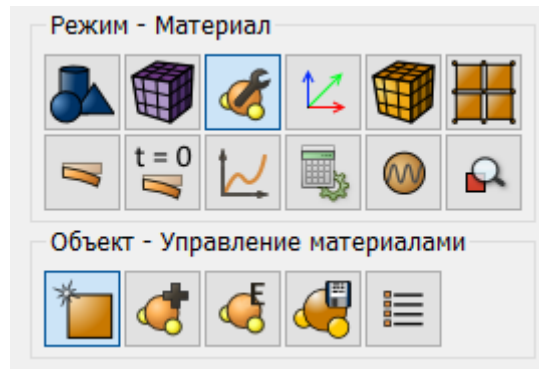 Режим - Материал
t = 0
Объект - Управление материалами
E